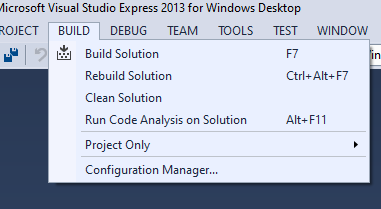 Microsoft Visual Studio Express 2013 for Windows Desktop
ROJECT BUILD DEBUG TEAM TOOLS TEST WINDOW
Build Solution F7
Rebuild Solution Ctrl+Alt+F7
Clean Solution
Run Code Analysis on Solution Alt+F11
Project Only
Configuration Manager...